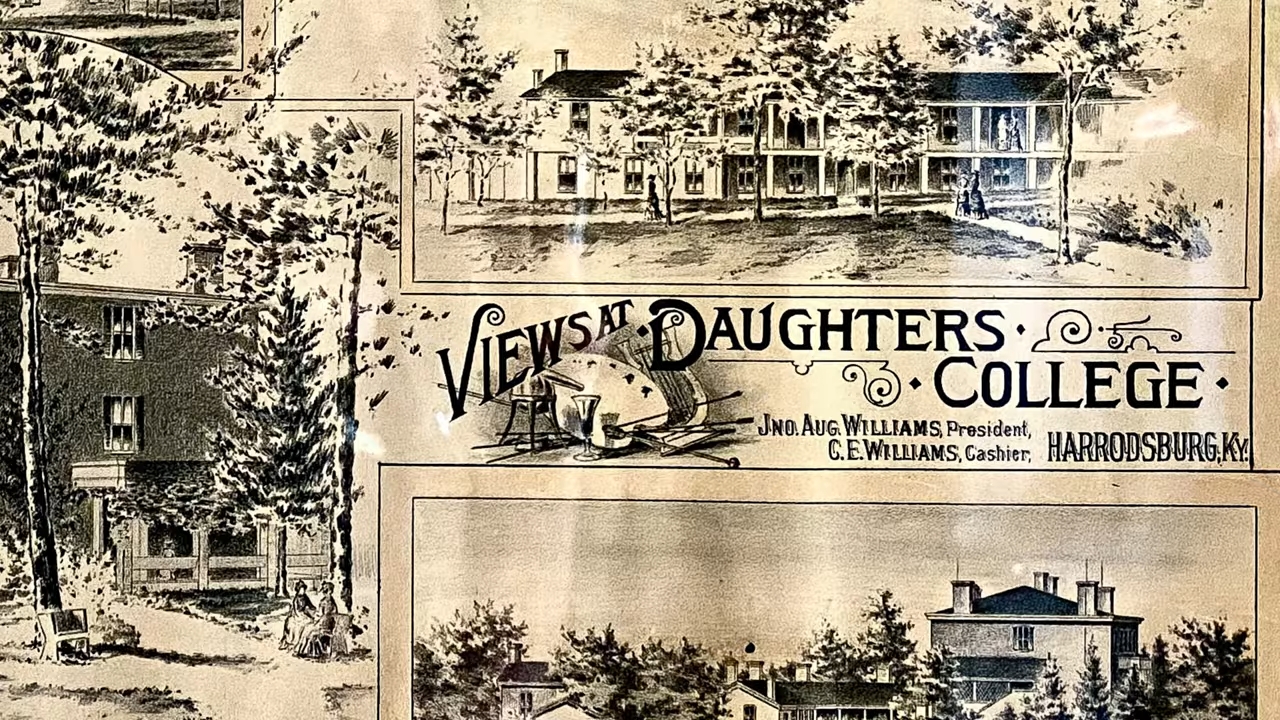 VIEWS AT · DAUGHTERS ·
· COLLEGE ·
JNO. AUG. WILLIAMS, President,
C.E. WILLIAMS, Cashier, HARRODSBURG, KY.